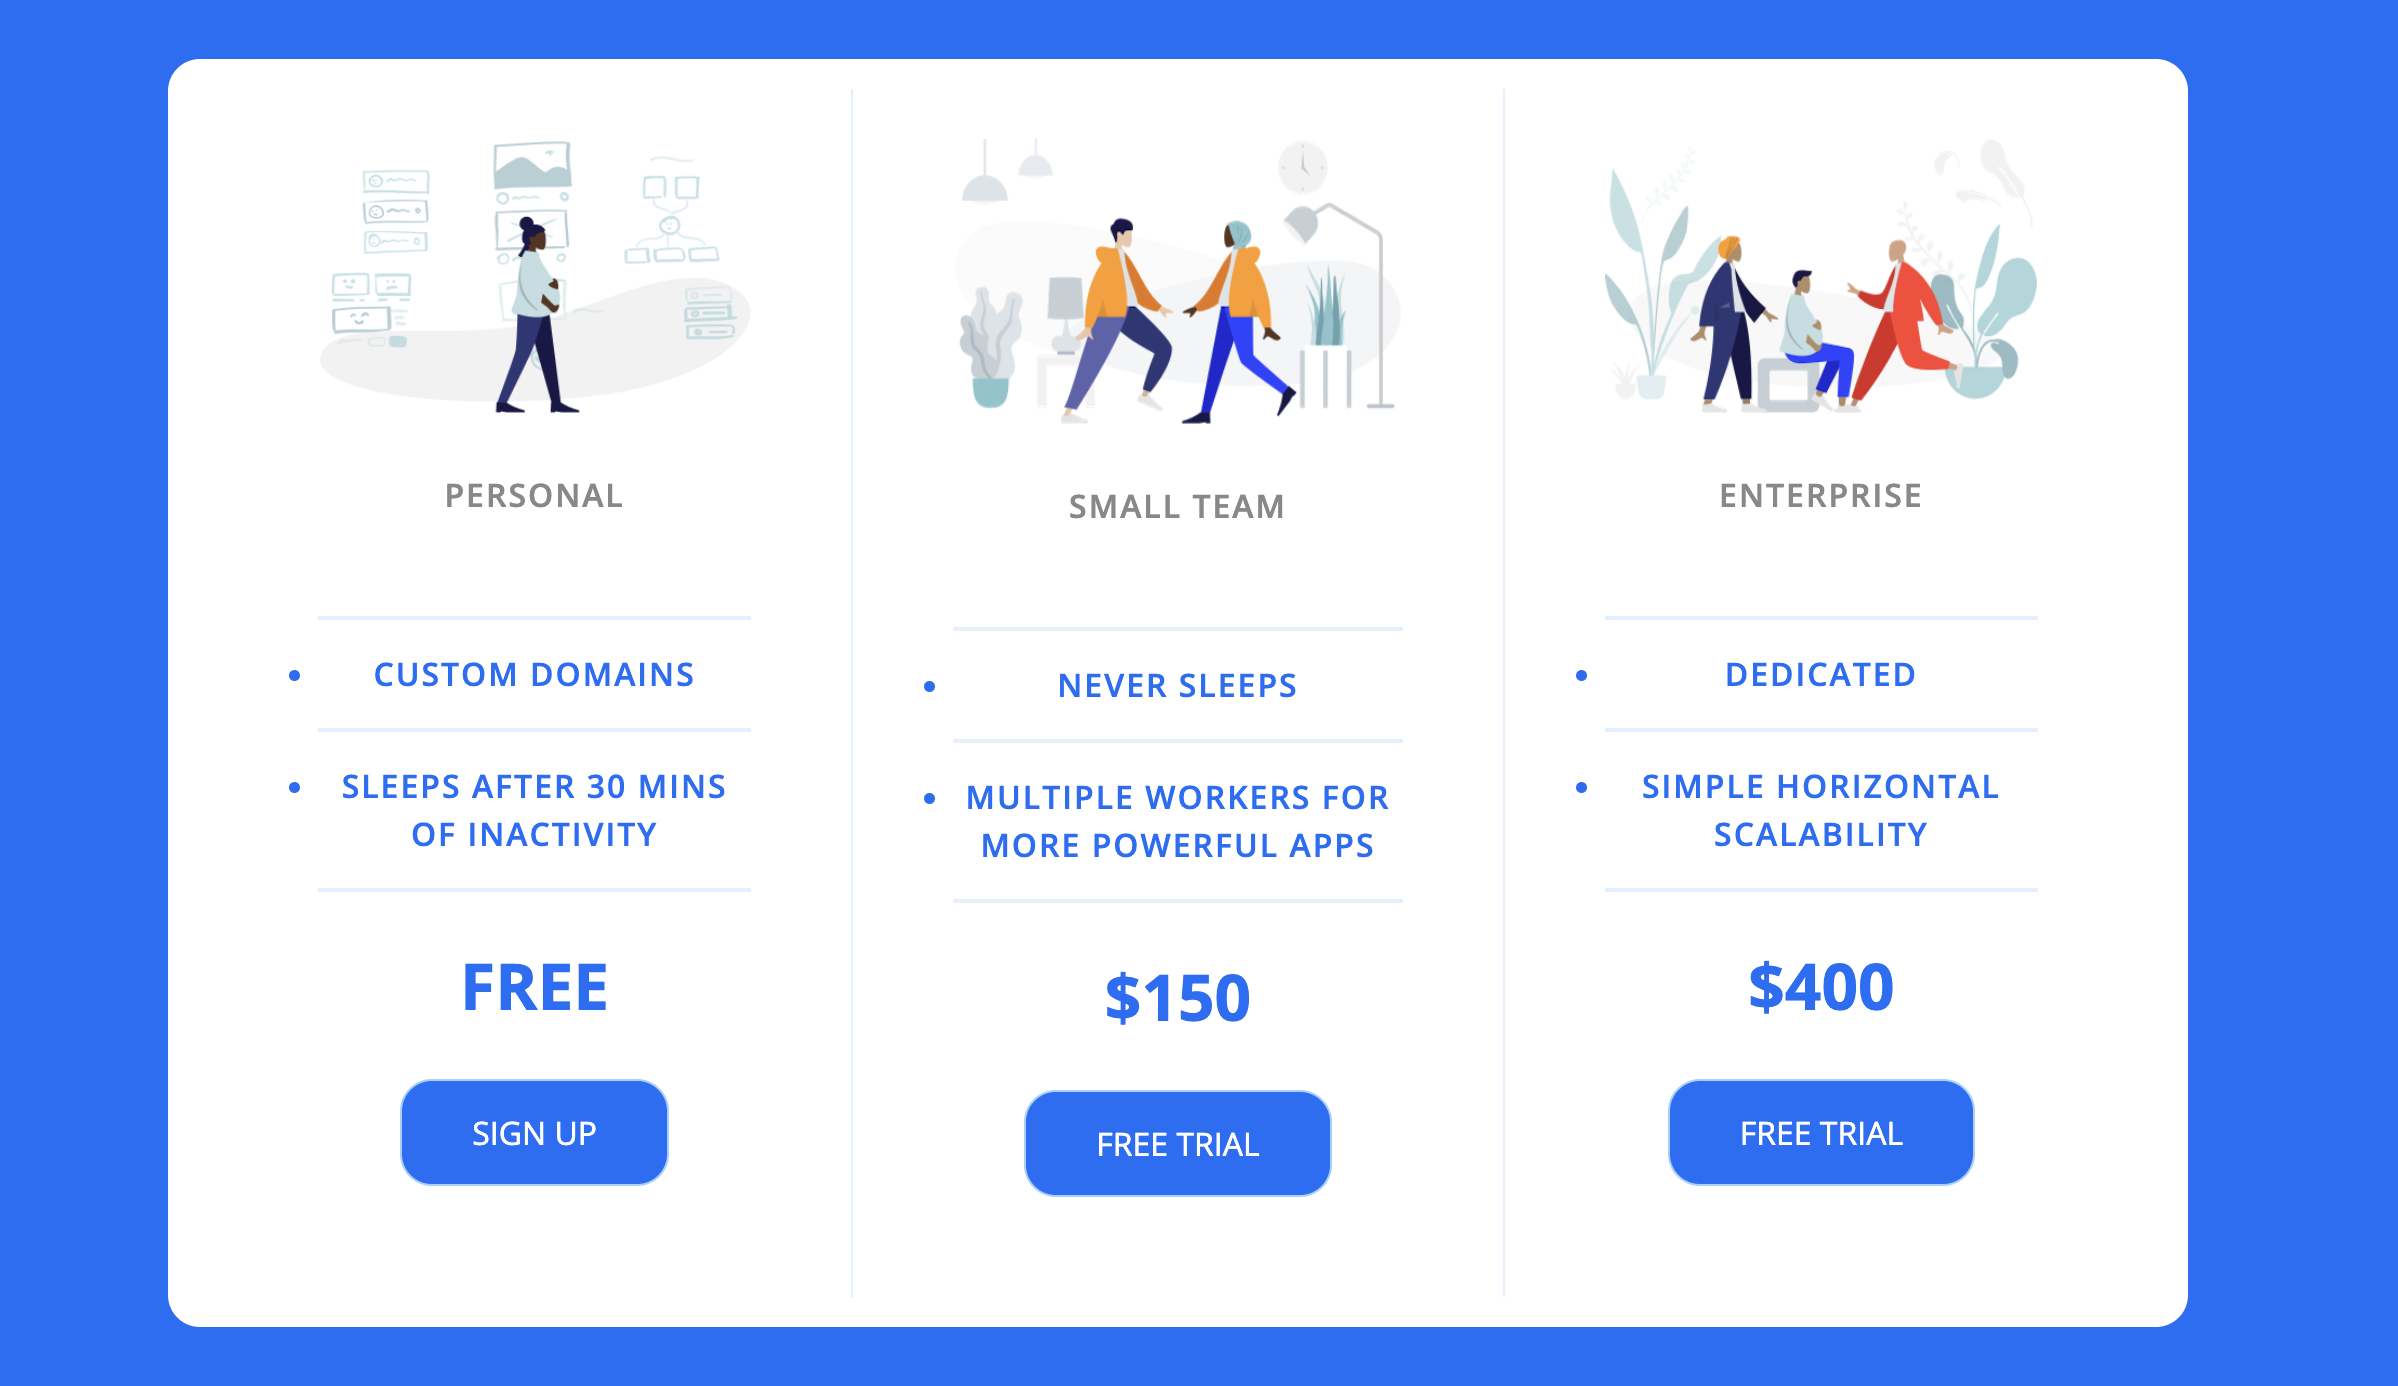 PERSONAL
CUSTOM DOMAINS
SLEEPS AFTER 30 MINS
OF INACTIVITY
FREE
SIGN UP
SMALL TEAM
NEVER SLEEPS
MULTIPLE WORKERS FOR
MORE POWERFUL APPS
$150
FREE TRIAL
ENTERPRISE
DEDICATED
SIMPLE HORIZONTAL
SCALABILITY
$400
FREE TRIAL